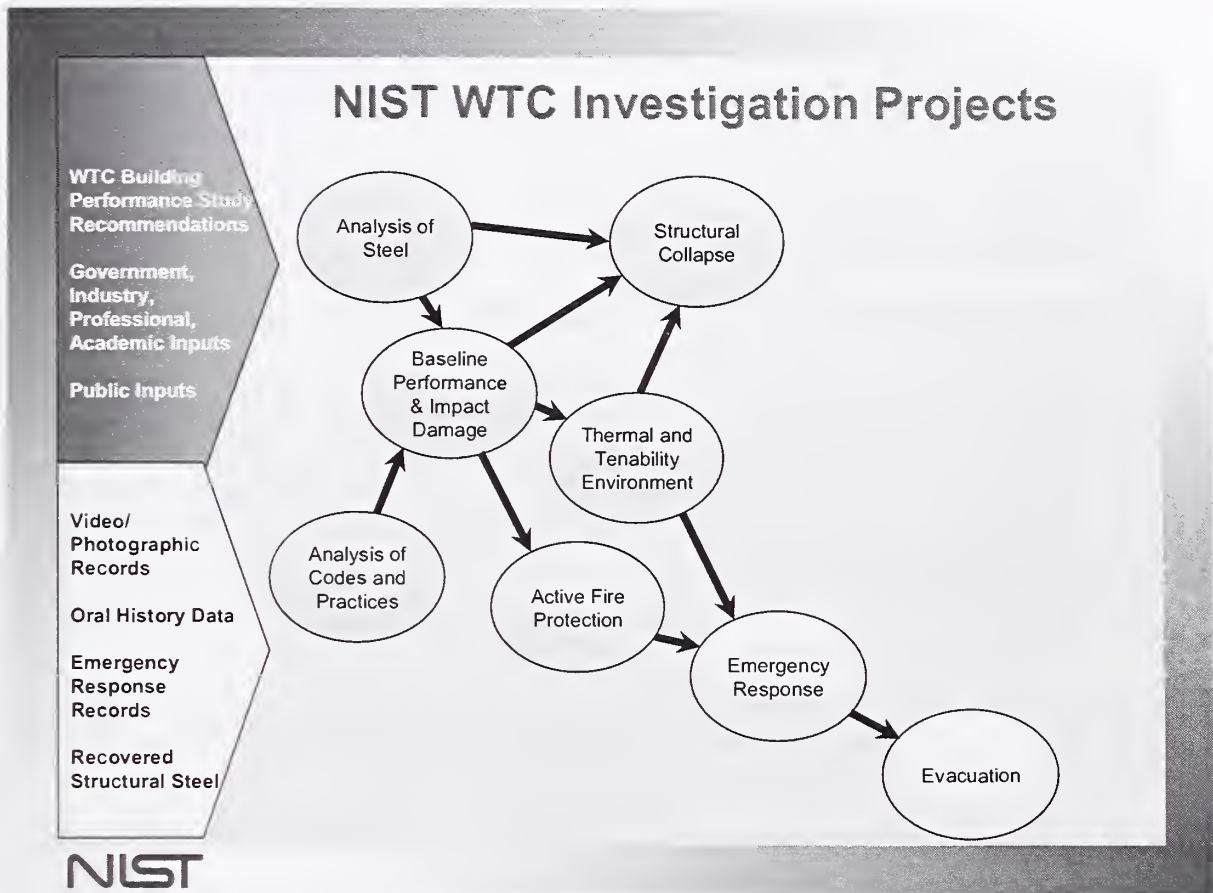 NIST WTC Investigation Projects
WTC Building
Performance Study
Recommendations
Government,
Industry,
Professional,
Academic Inputs
Public Inputs
Video/
Photographic
Records
Oral History Data
Emergency
Response
Records
Recovered
Structural Steel
Analysis of
Steel
Structural
Collapse
Baseline
Performance
& Impact
Damage
Thermal and
Tenability
Environment
Analysis of
Codes and
Practices
Active Fire
Protection
Emergency
Response
Evacuation
NIST